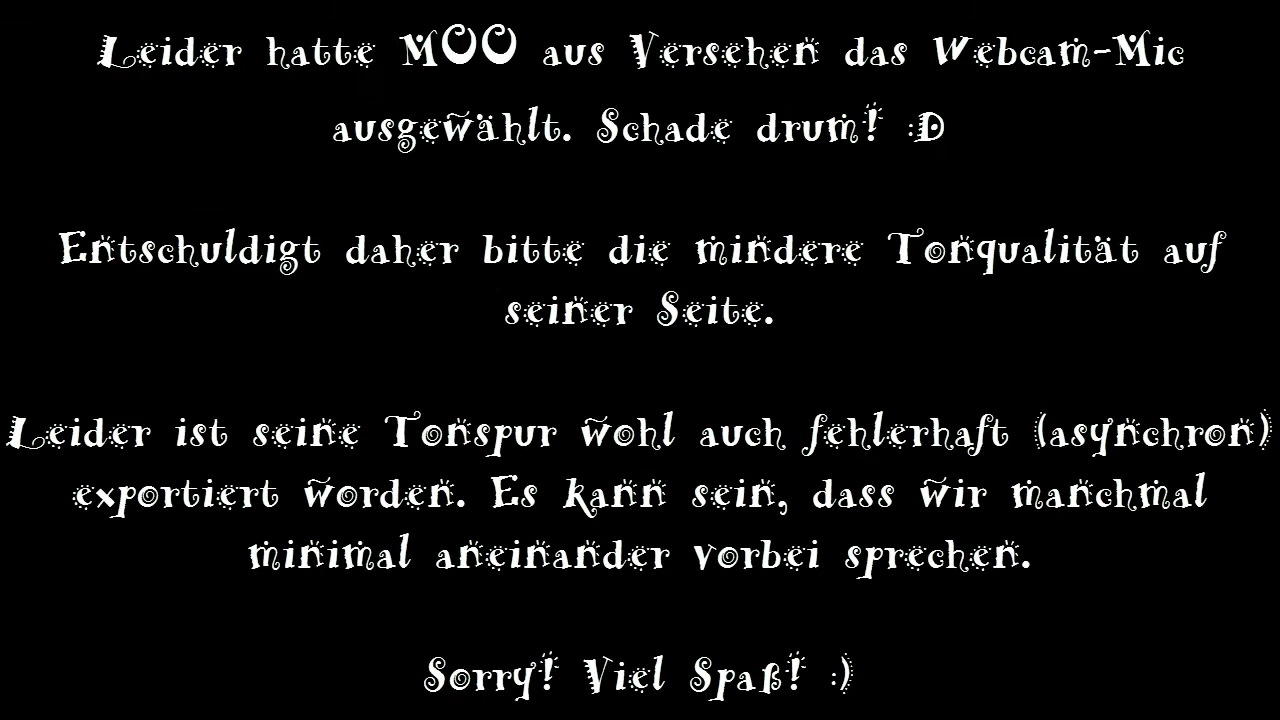 Leider hatte MOO aus Versehen das Webcam-Mic
ausgewählt. Schade drum! :D
Entschuldigt daher bitte die mindere Tonqualität auf
seiner Seite.
Leider ist seine Tonspur wohl auch fehlerhaft (asynchron)
exportiert worden. Es kann sein, dass wir manchmal
minimal aneinander vorbei sprechen.
Sorry! Viel Spaß! :)